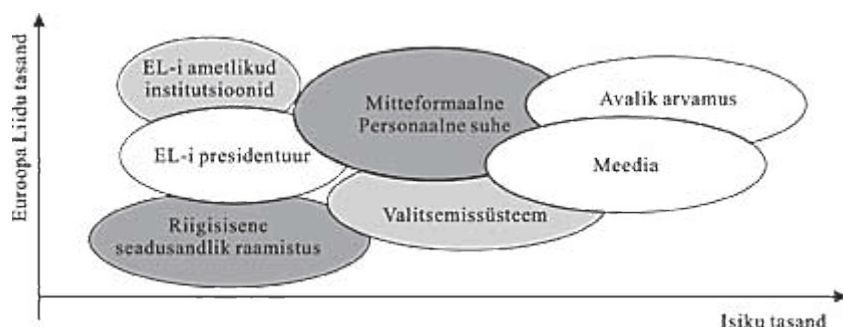 Euroopa Liidu tasand
EL-i ametlikud
institutsioonid
Mitteformaalne
Personaalne suhe
Avalik arvamus
EL-i presidentuur
Meedia
Riigisisene
seadusandlik raamistus
Valitsemissüsteem
Isiku tasand